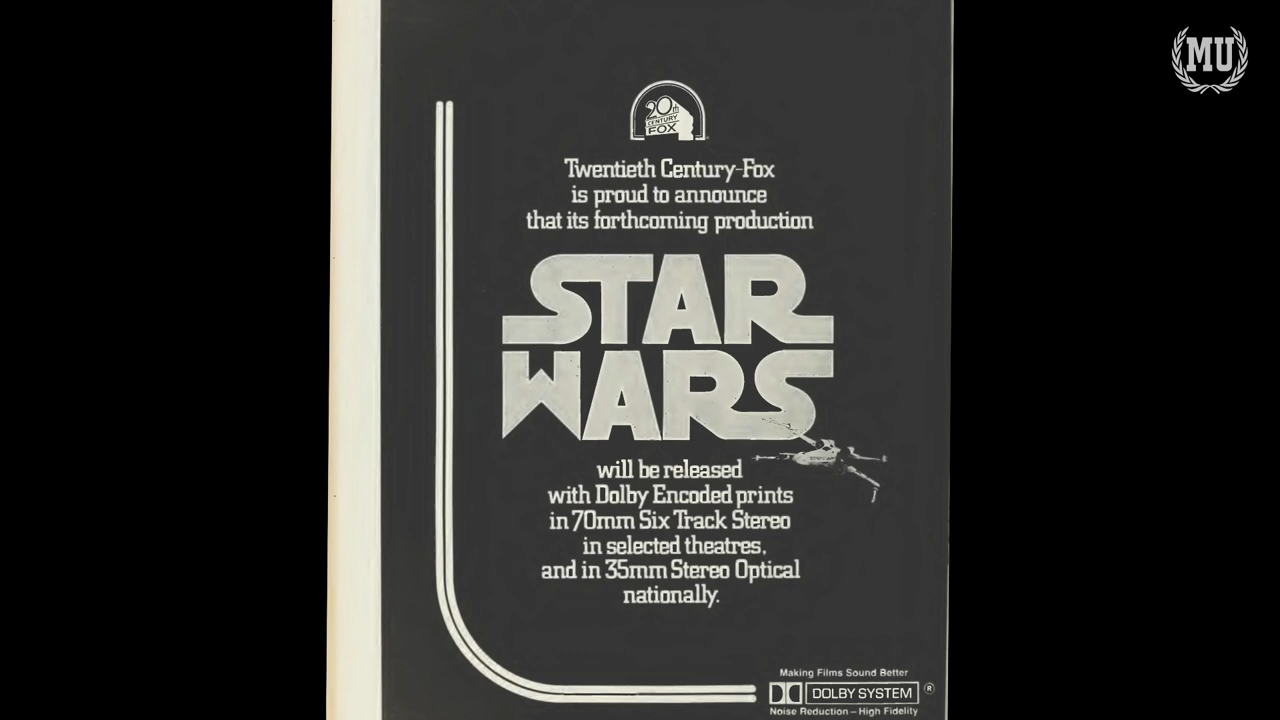 MU
20th
CENTURY
FOX
Twentieth Century-Fox
is proud to announce
that its forthcoming production
STAR
WARS
will be released
with Dolby Encoded prints
in 70mm Six Track Stereo
in selected theatres,
and in 35mm Stereo Optical
nationally.
Making Films Sound Better
DOLBY SYSTEM ®
Noise Reduction – High Fidelity